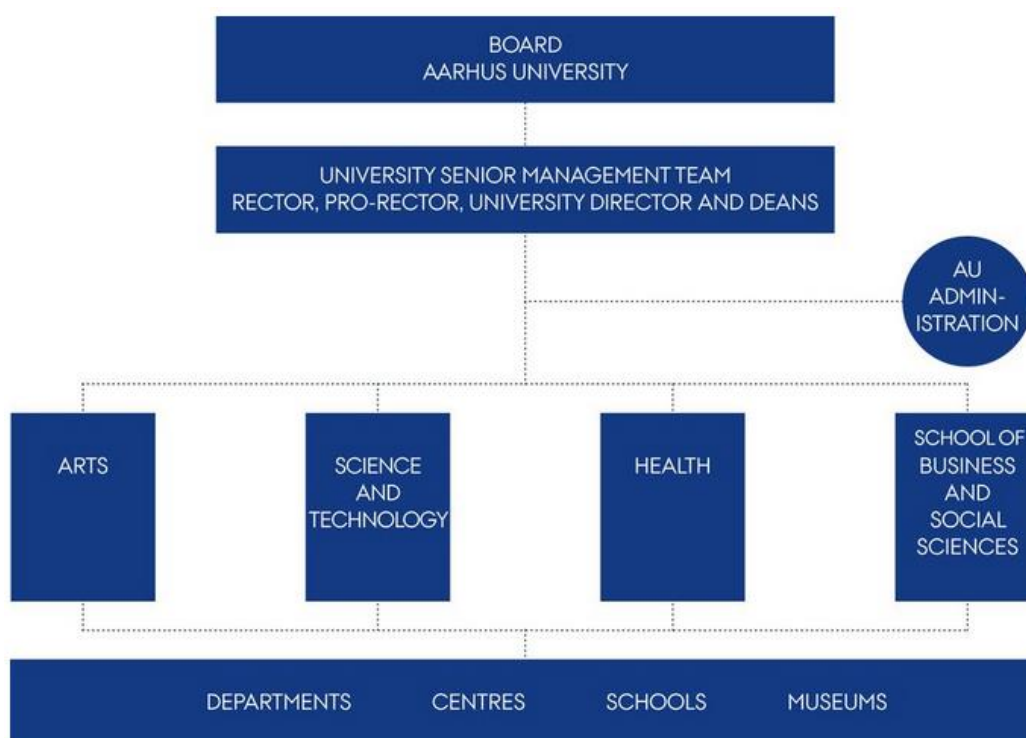 BOARD
AARHUS UNIVERSITY
UNIVERSITY SENIOR MANAGEMENT TEAM
RECTOR, PRO-RECTOR, UNIVERSITY DIRECTOR AND DEANS
AU
ADMIN-
ISTRATION
ARTS
SCIENCE
AND
TECHNOLOGY
HEALTH
SCHOOL OF
BUSINESS
AND
SOCIAL
SCIENCES
DEPARTMENTS CENTRES SCHOOLS MUSEUMS